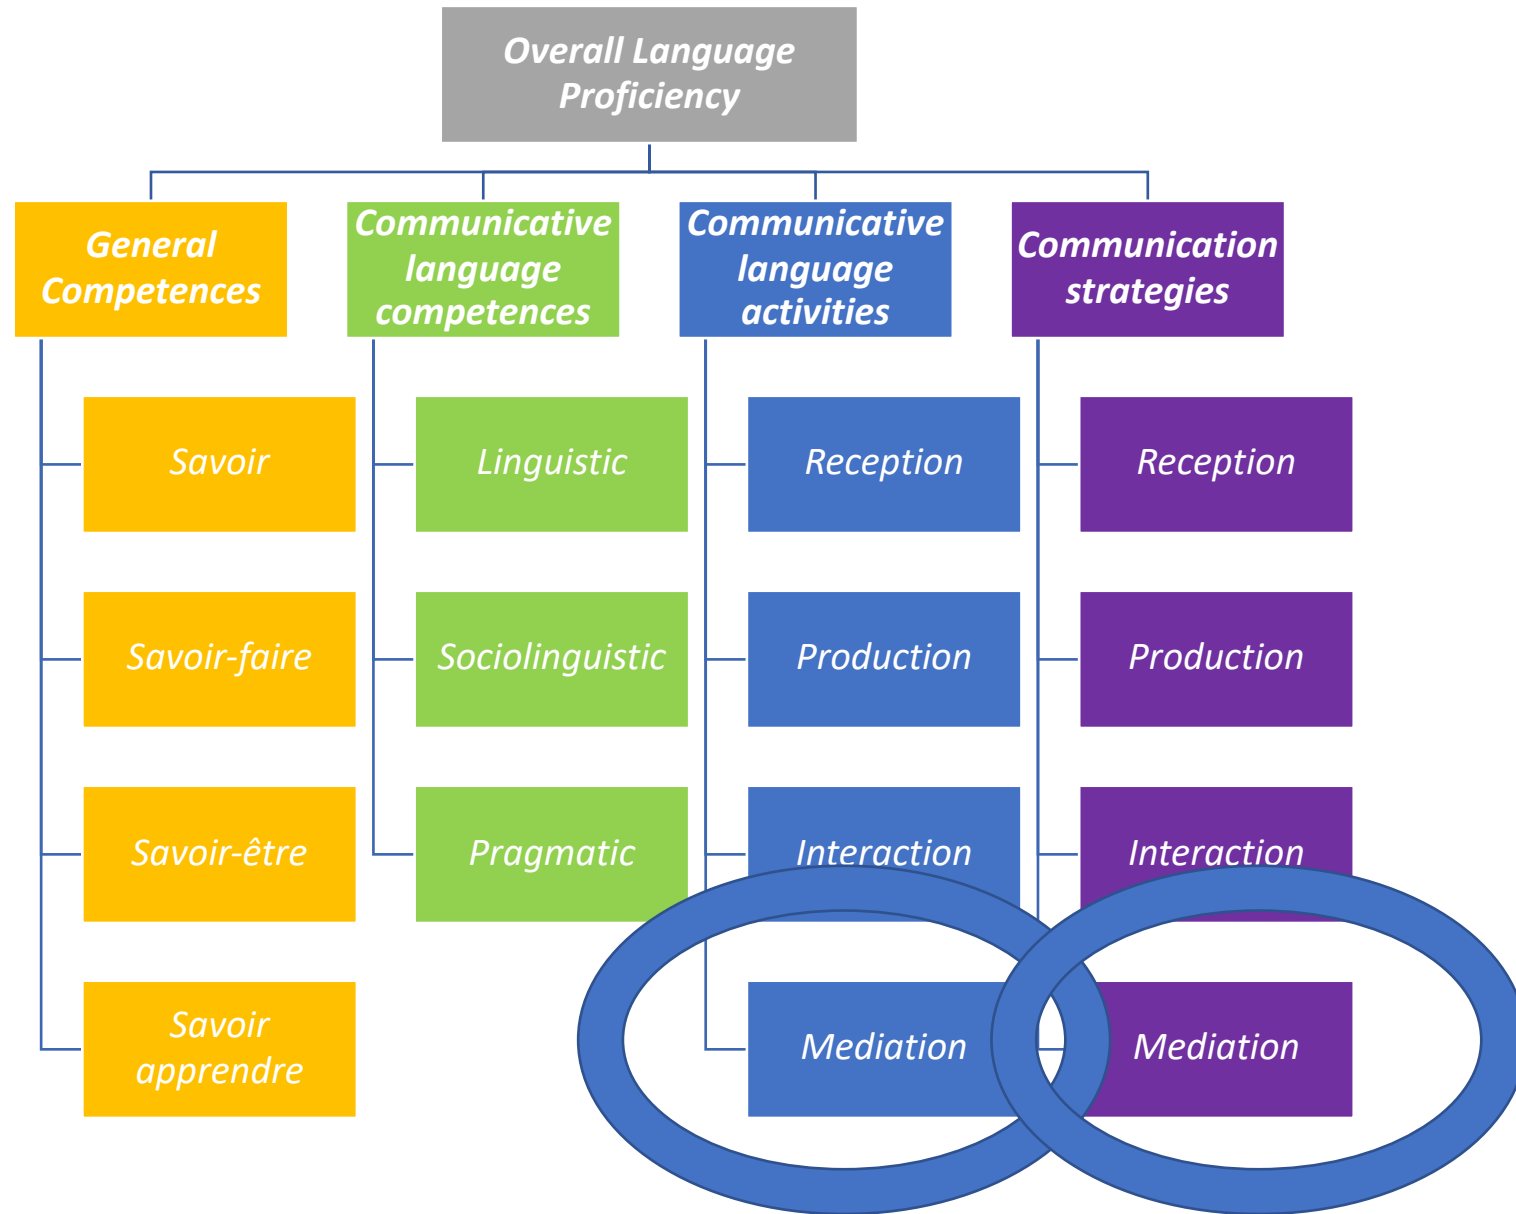 Overall Language
Proficiency
General
Competences
Communicative
language
competences
Communicative
language
activities
Communication
strategies
Savoir
Linguistic
Reception
Reception
Savoir-faire
Sociolinguistic
Production
Production
Savoir-être
Pragmatic
Interaction
Interaction
Savoir
apprendre
Mediation
Mediation